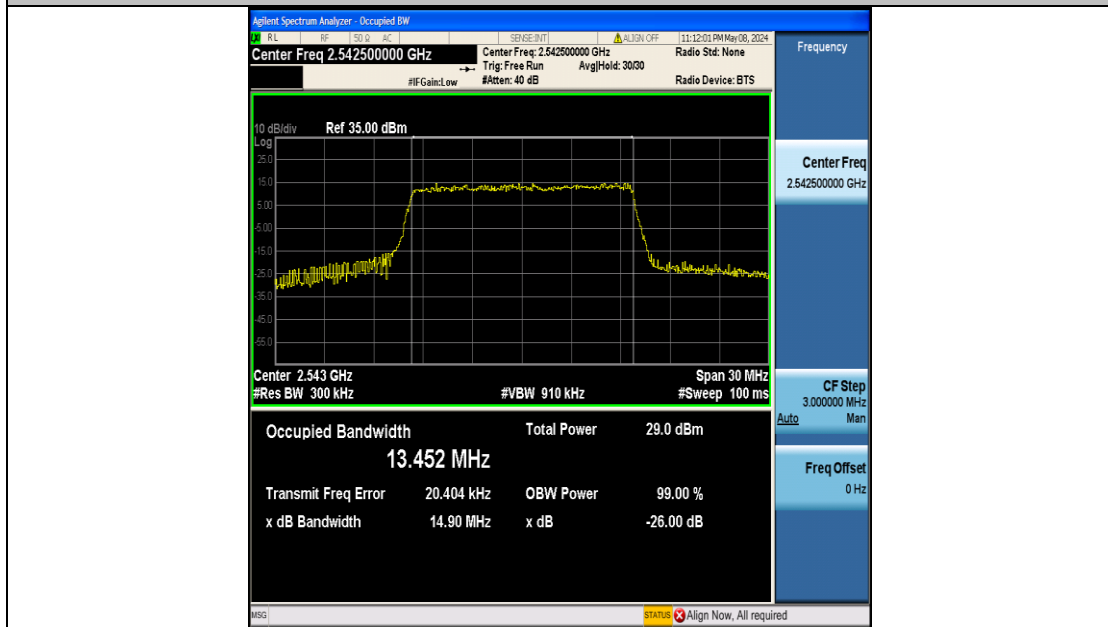 Agilent Spectrum Analyzer - Occupied BW
LXI RL RF 50 Ω AC SENSE:INT ALIGN OFF 11:12:01 PM May 08, 2024
Center Freq 2.542500000 GHz Center Freq: 2.542500000 GHz Radio Std: None
Trig: Free Run Avg|Hold: 30/30
#IFGain:Low #Atten: 40 dB Radio Device: BTS
Frequency
10 dB/div Ref 35.00 dBm
Log
25.0
15.0
5.00
-5.00
-15.0
-25.0
-35.0
-45.0
-55.0
Center 2.543 GHz Span 30 MHz
#Res BW 300 kHz #VBW 910 kHz #Sweep 100 ms
Occupied Bandwidth Total Power 29.0 dBm
13.452 MHz
Transmit Freq Error 20.404 kHz OBW Power 99.00 %
x dB Bandwidth 14.90 MHz x dB -26.00 dB
Center Freq
2.542500000 GHz
CF Step
3.000000 MHz
Auto Man
Freq Offset
0 Hz
MSG STATUS Align Now, All required